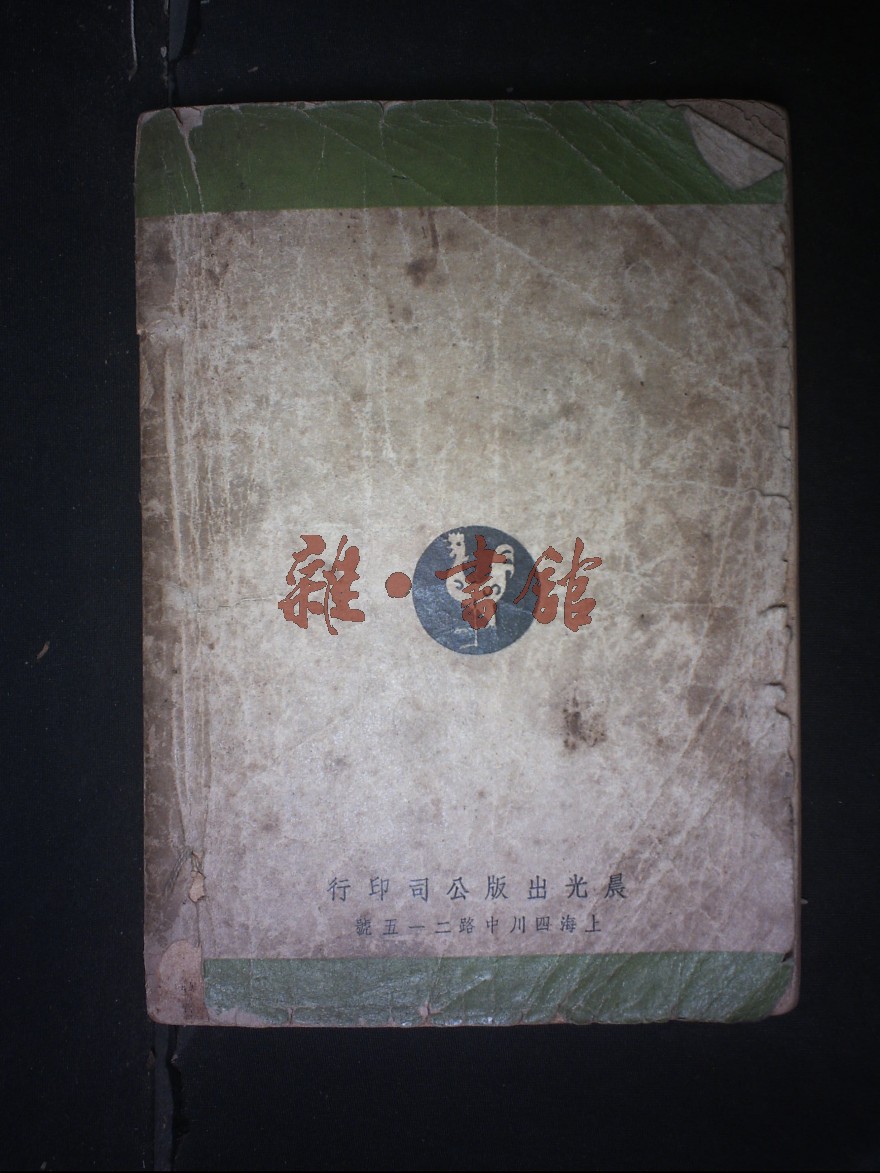 雜·書館
晨光出版公司印行
上海四川中路二一五號